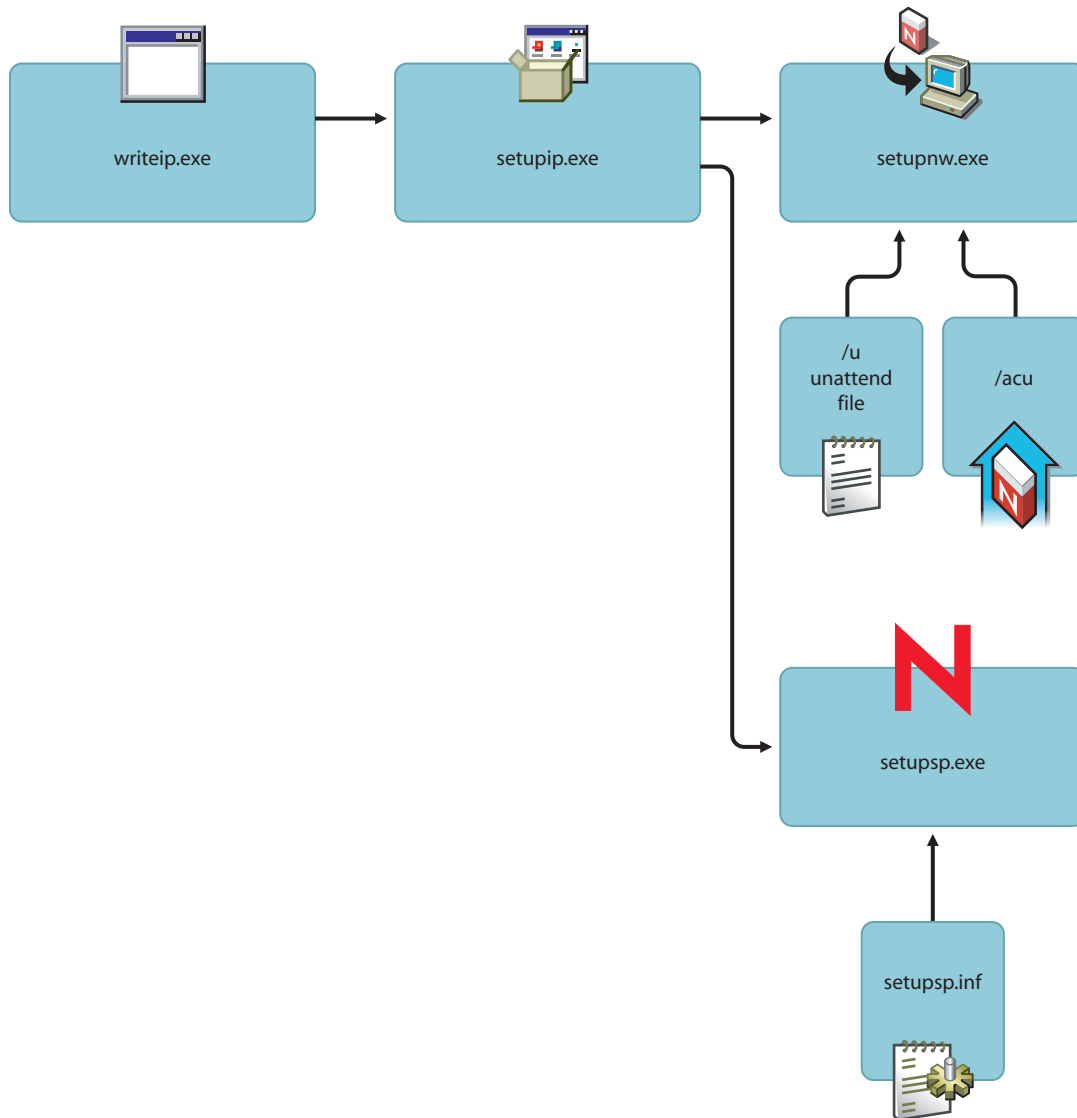 writeip.exe
setupip.exe
setupnw.exe
/u
unattend
file
/acu
N
N
setupsp.exe
setupsp.inf